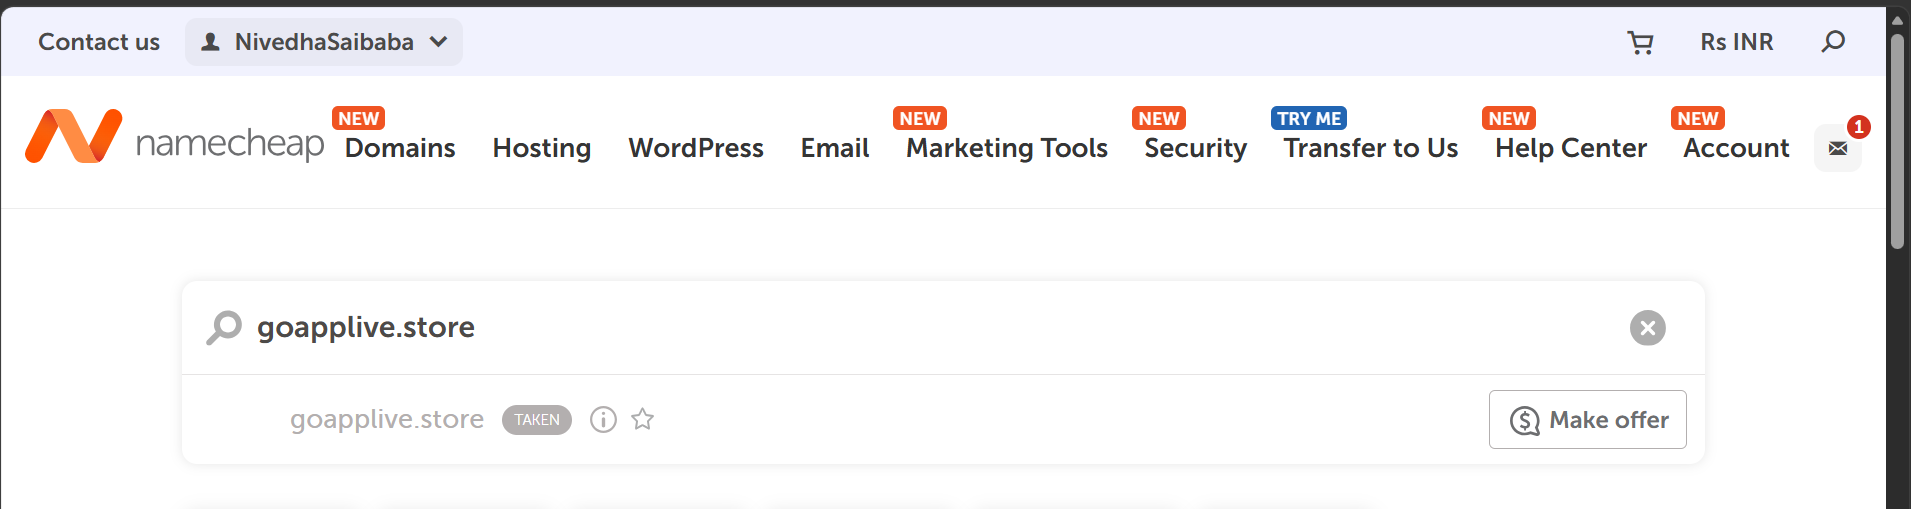 Contact us NivedhaSaibaba Rs INR
namecheap NEW Domains Hosting WordPress Email NEW Marketing Tools NEW Security TRY ME Transfer to Us NEW Help Center NEW Account 1
goapplive.store
goapplive.store TAKEN Make offer